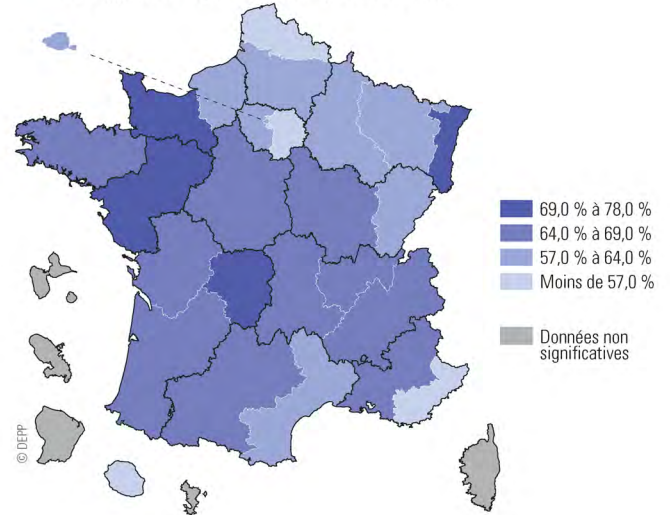 69,0 % à 78,0 %
64,0 % à 69,0 %
57,0 % à 64,0 %
Moins de 57,0 %
Données non
significatives
© DEPP